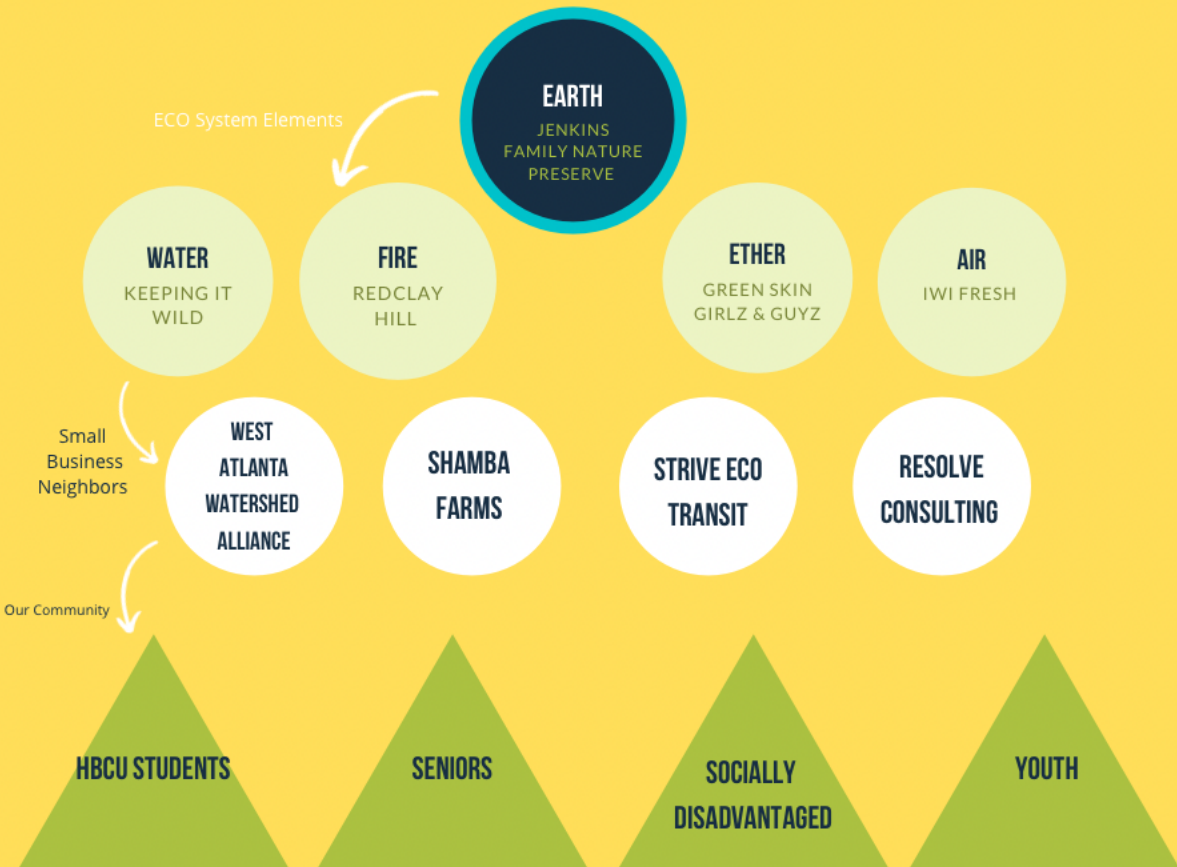 EARTH
JENKINS
FAMILY NATURE
PRESERVE
ECO System Elements
WATER
KEEPING IT
WILD
FIRE
REDCLAY
HILL
ETHER
GREEN SKIN
GIRLZ & GUYZ
AIR
IWI FRESH
Small
Business
Neighbors
WEST
ATLANTA
WATERSHED
ALLIANCE
SHAMBA
FARMS
STRIVE ECO
TRANSIT
RESOLVE
CONSULTING
Our Community
HBCU STUDENTS
SENIORS
SOCIALLY
DISADVANTAGED
YOUTH